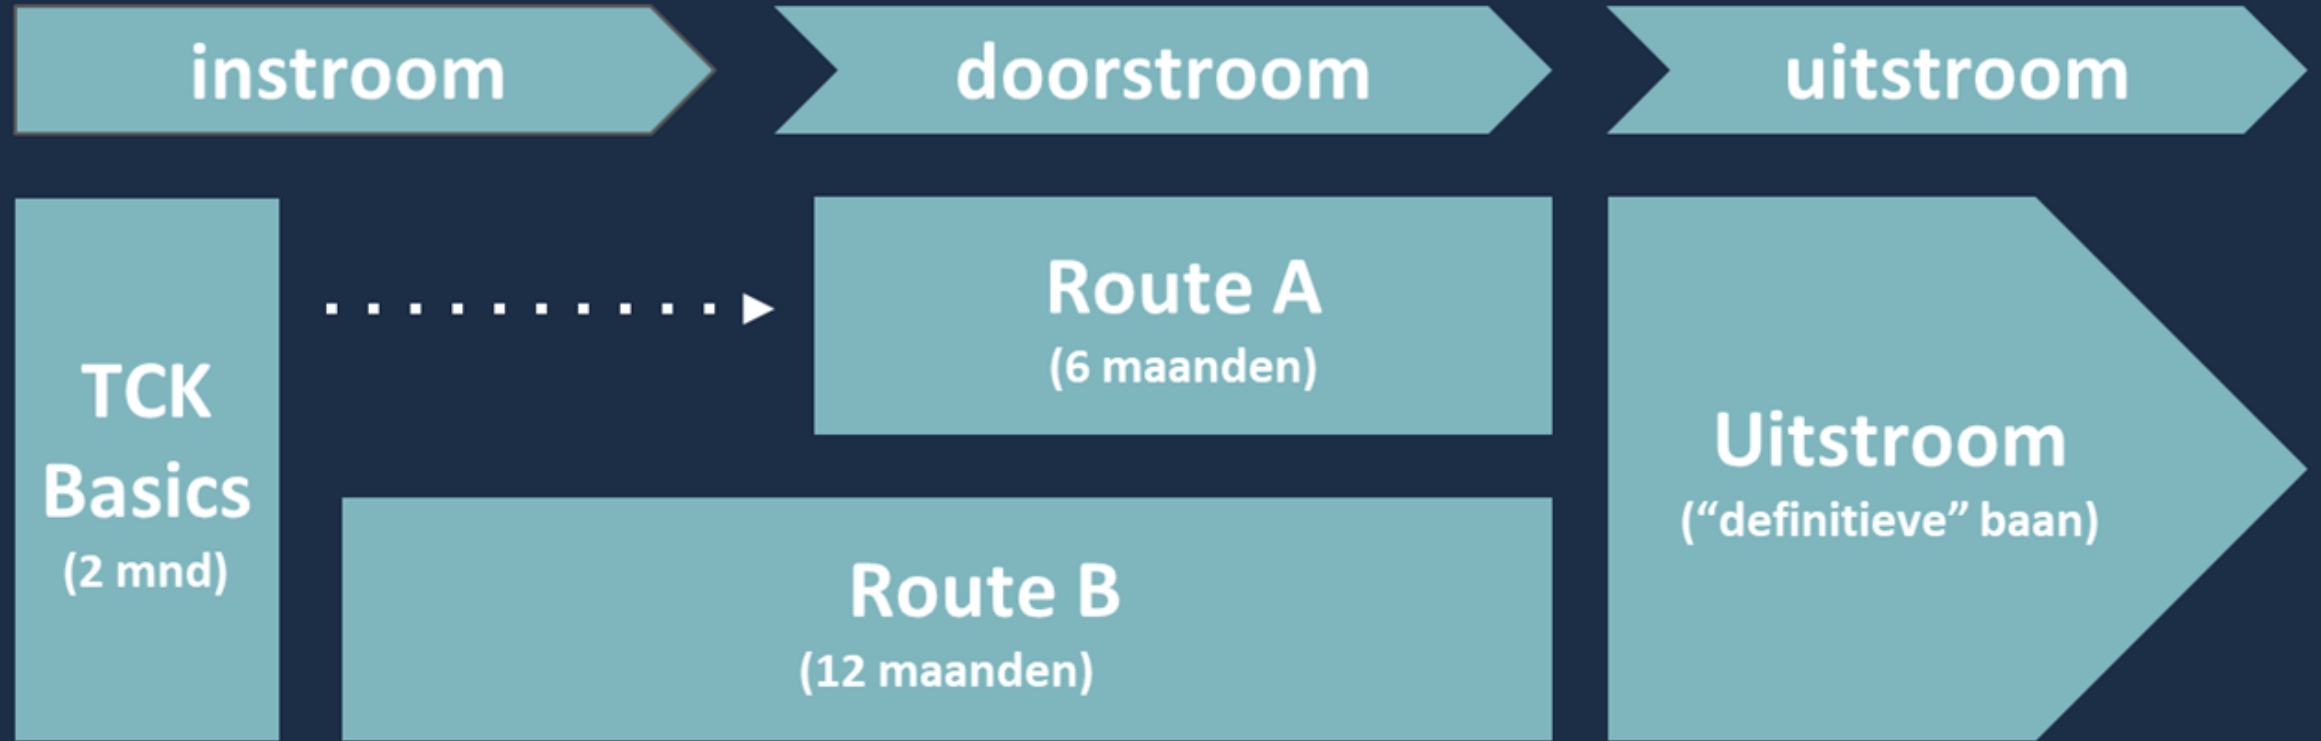 instroom
doorstroom
uitstroom
TCK
Basics
(2 mnd)
Route A
(6 maanden)
Route B
(12 maanden)
Uitstroom
(“definitieve” baan)